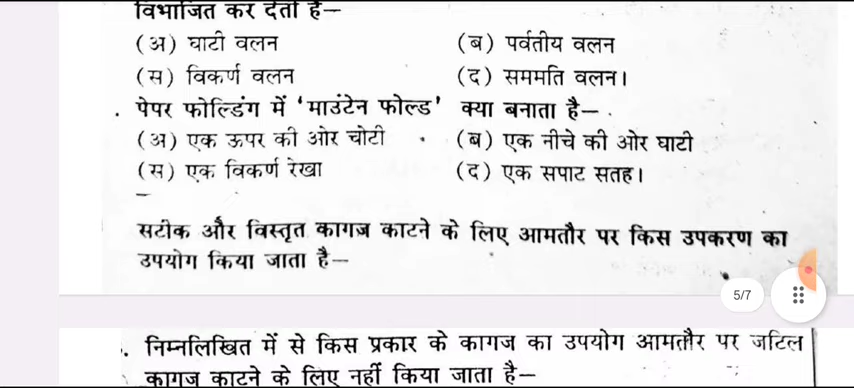 विभाजित कर देता है—
(अ) घाटी वलन (ब) पर्वतीय वलन
(स) विकर्ण वलन (द) सममति वलन।
. पेपर फोल्डिंग में 'माउंटेन फोल्ड' क्या बनाता है—
(अ) एक ऊपर की ओर चोटी (ब) एक नीचे की ओर घाटी
(स) एक विकर्ण रेखा (द) एक सपाट सतह।
सटीक और विस्तृत कागज काटने के लिए आमतौर पर किस उपकरण का
उपयोग किया जाता है—
5/7
. निम्नलिखित में से किस प्रकार के कागज का उपयोग आमतौर पर जटिल
कागज काटने के लिए नहीं किया जाता है—